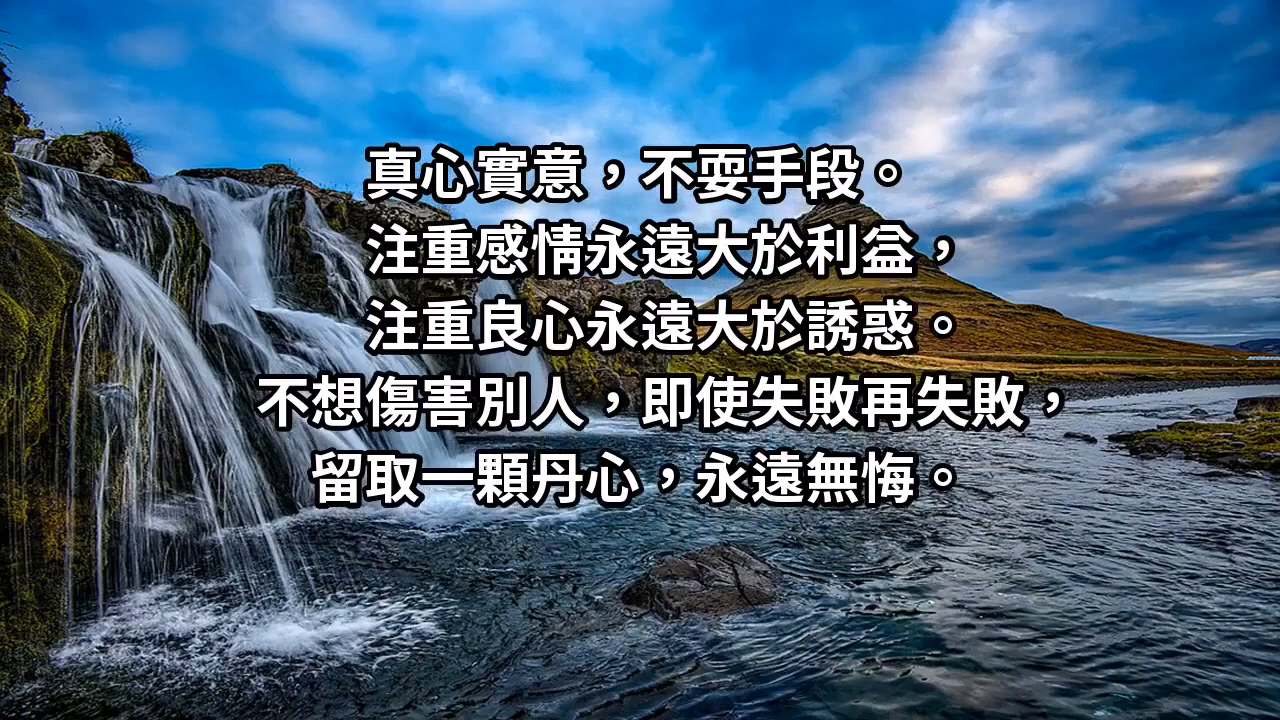 真心實意，不耍手段。
注重感情永遠大於利益，
注重良心永遠大於誘惑。
不想傷害別人，即使失敗再失敗，
留取一顆丹心，永遠無悔。